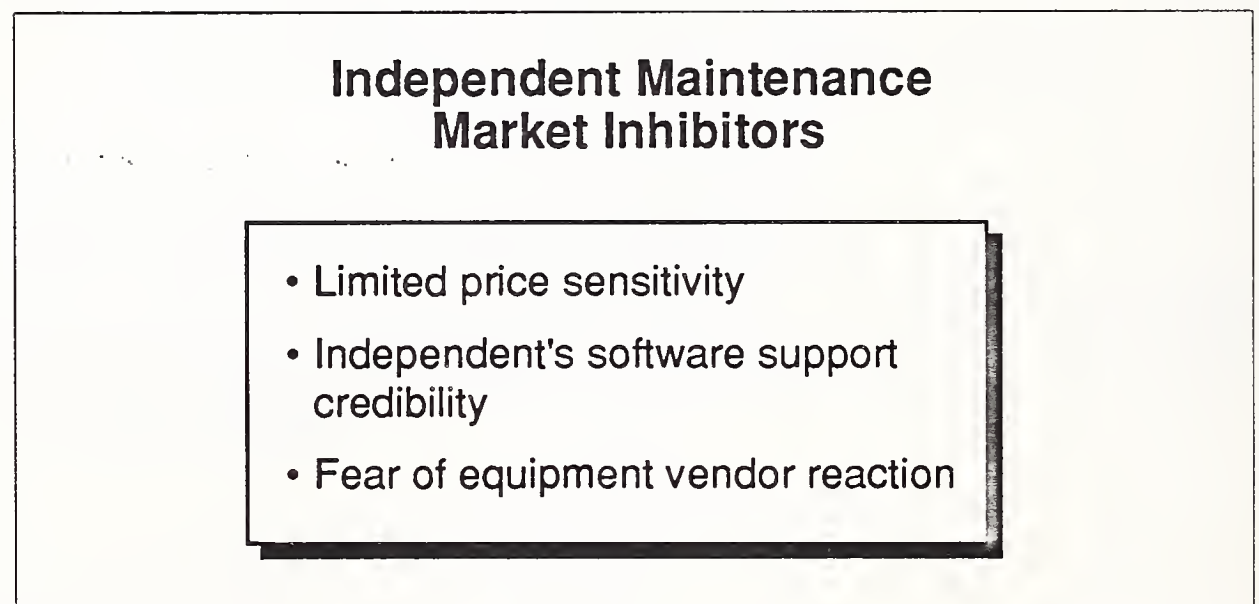 Independent Maintenance
Market Inhibitors
• Limited price sensitivity
• Independent's software support
credibility
• Fear of equipment vendor reaction